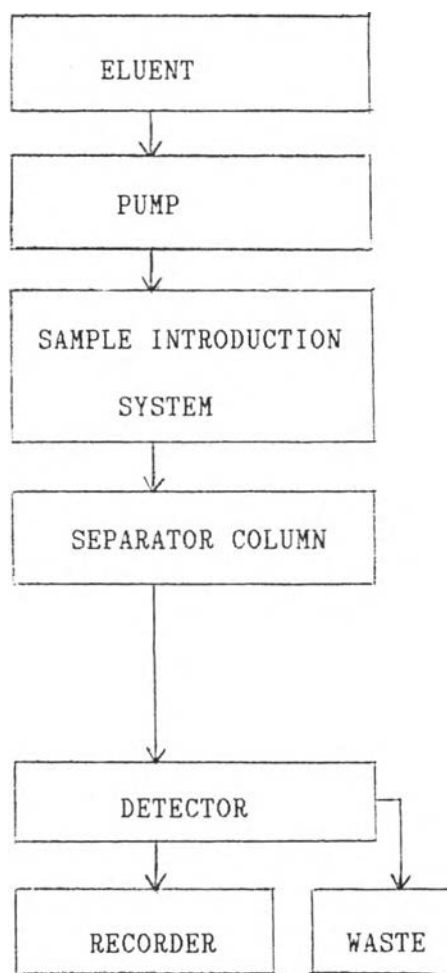 ELUENT
PUMP
SAMPLE INTRODUCTION
SYSTEM
SEPARATOR COLUMN
DETECTOR
RECORDER
WASTE